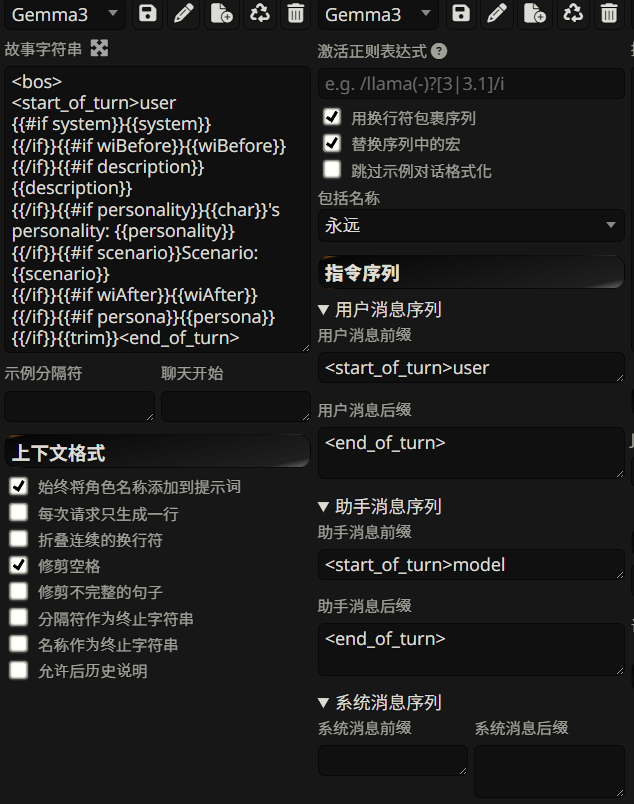 Gemma3
故事字符串
<bos>
<start_of_turn>user
{{#if system}}{{system}}
{{/if}}{{#if wiBefore}}{{wiBefore}}
{{/if}}{{#if description}}
{{description}}
{{/if}}{{#if personality}}{{char}}'s
personality: {{personality}}
{{/if}}{{#if scenario}}Scenario:
{{scenario}}
{{/if}}{{#if wiAfter}}{{wiAfter}}
{{/if}}{{#if persona}}{{persona}}
{{/if}}{{trim}}<end_of_turn>
示例分隔符
聊天开始
上下文格式
始终将角色名称添加到提示词
每次请求只生成一行
折叠连续的换行符
修剪空格
修剪不完整的句子
分隔符作为终止字符串
名称作为终止字符串
允许后历史说明
Gemma3
激活正则表达式
e.g. /llama(-)?[3|3.1]/i
用换行符包裹序列
替换序列中的宏
跳过示例对话格式化
包括名称
永远
指令序列
用户消息序列
用户消息前缀
<start_of_turn>user
用户消息后缀
<end_of_turn>
助手消息序列
助手消息前缀
<start_of_turn>model
助手消息后缀
<end_of_turn>
系统消息序列
系统消息前缀
系统消息后缀